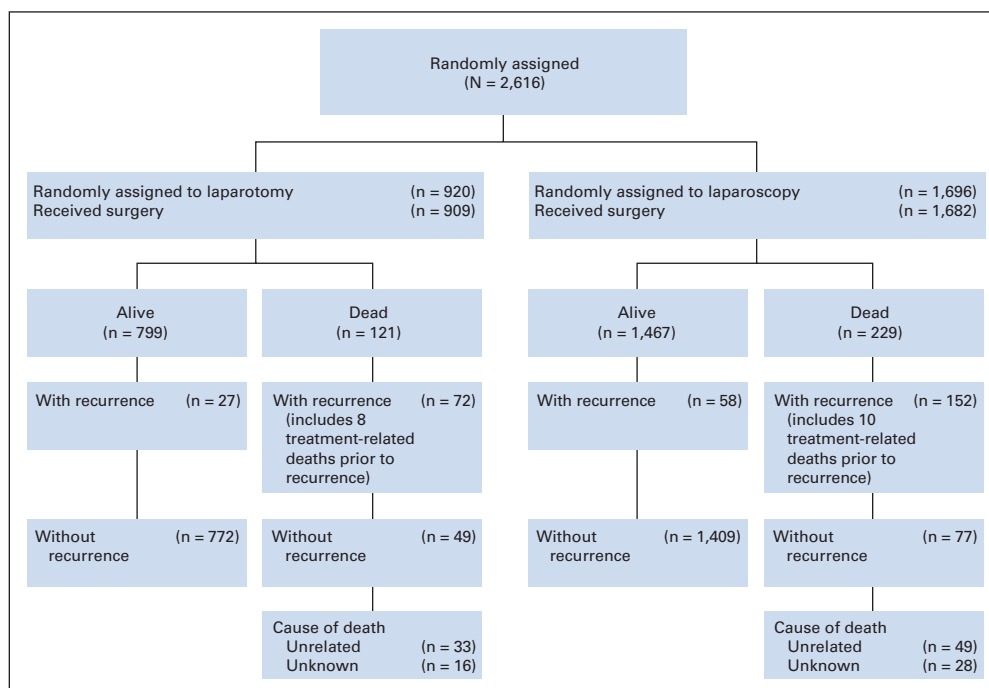 Randomly assigned
(N = 2,616)
Randomly assigned to laparotomy (n = 920)
Received surgery (n = 909)
Randomly assigned to laparoscopy (n = 1,696)
Received surgery (n = 1,682)
Alive
(n = 799)
Dead
(n = 121)
Alive
(n = 1,467)
Dead
(n = 229)
With recurrence (n = 27)
With recurrence (n = 72)
(includes 8
treatment-related
deaths prior to
recurrence)
With recurrence (n = 58)
With recurrence (n = 152)
(includes 10
treatment-related
deaths prior to
recurrence)
Without (n = 772)
recurrence
Without (n = 49)
recurrence
Without (n = 1,409)
recurrence
Without (n = 77)
recurrence
Cause of death
Unrelated (n = 33)
Unknown (n = 16)
Cause of death
Unrelated (n = 49)
Unknown (n = 28)